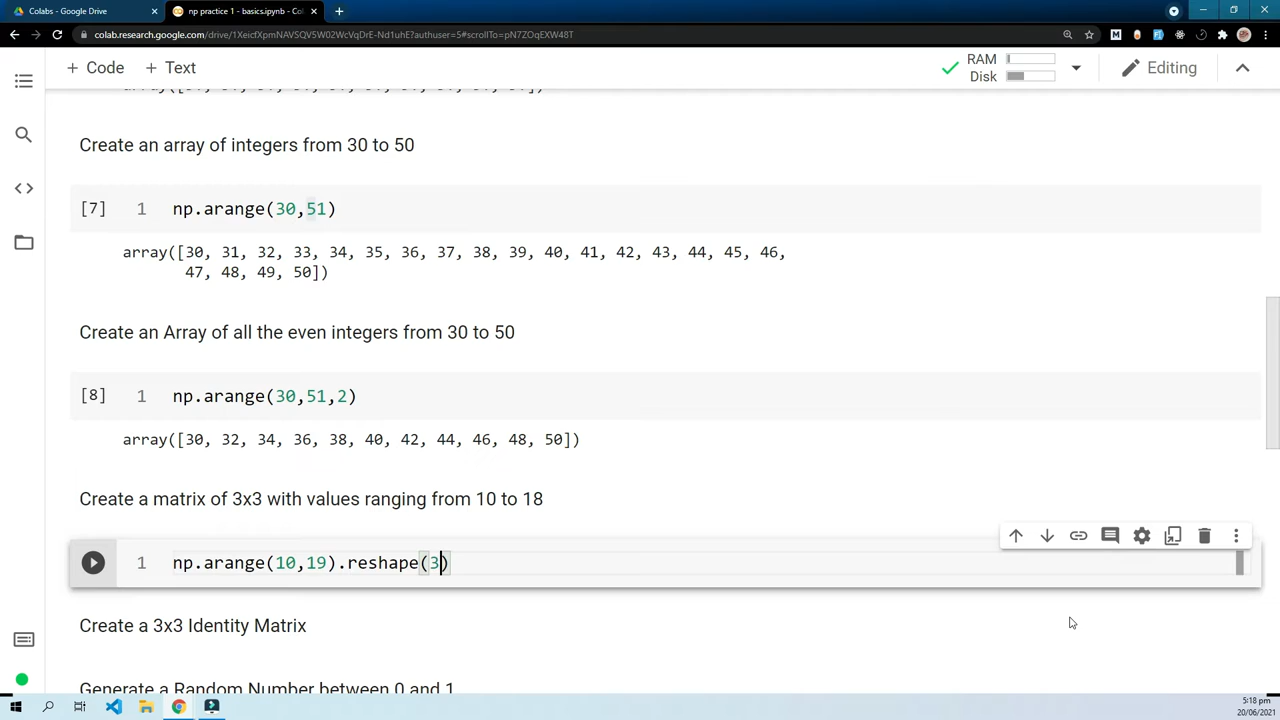 Colabs - Google Drive
np practice 1 - basics.ipynb - Co
colab.research.google.com/drive/1XeicfXpmNAVSQV5W02WcVqDrE-Nd1uhE?authuser=5#scrollTo=pN7ZOqEXW48T
+ Code + Text
RAM
Disk
Editing
Create an array of integers from 30 to 50
[7] 1 np.arange(30,51)
array([30, 31, 32, 33, 34, 35, 36, 37, 38, 39, 40, 41, 42, 43, 44, 45, 46,
47, 48, 49, 50])
Create an Array of all the even integers from 30 to 50
[8] 1 np.arange(30,51,2)
array([30, 32, 34, 36, 38, 40, 42, 44, 46, 48, 50])
Create a matrix of 3x3 with values ranging from 10 to 18
1 np.arange(10,19).reshape(3)
Create a 3x3 Identity Matrix
Generate a Random Number between 0 and 1
5:18 pm
20/06/2021